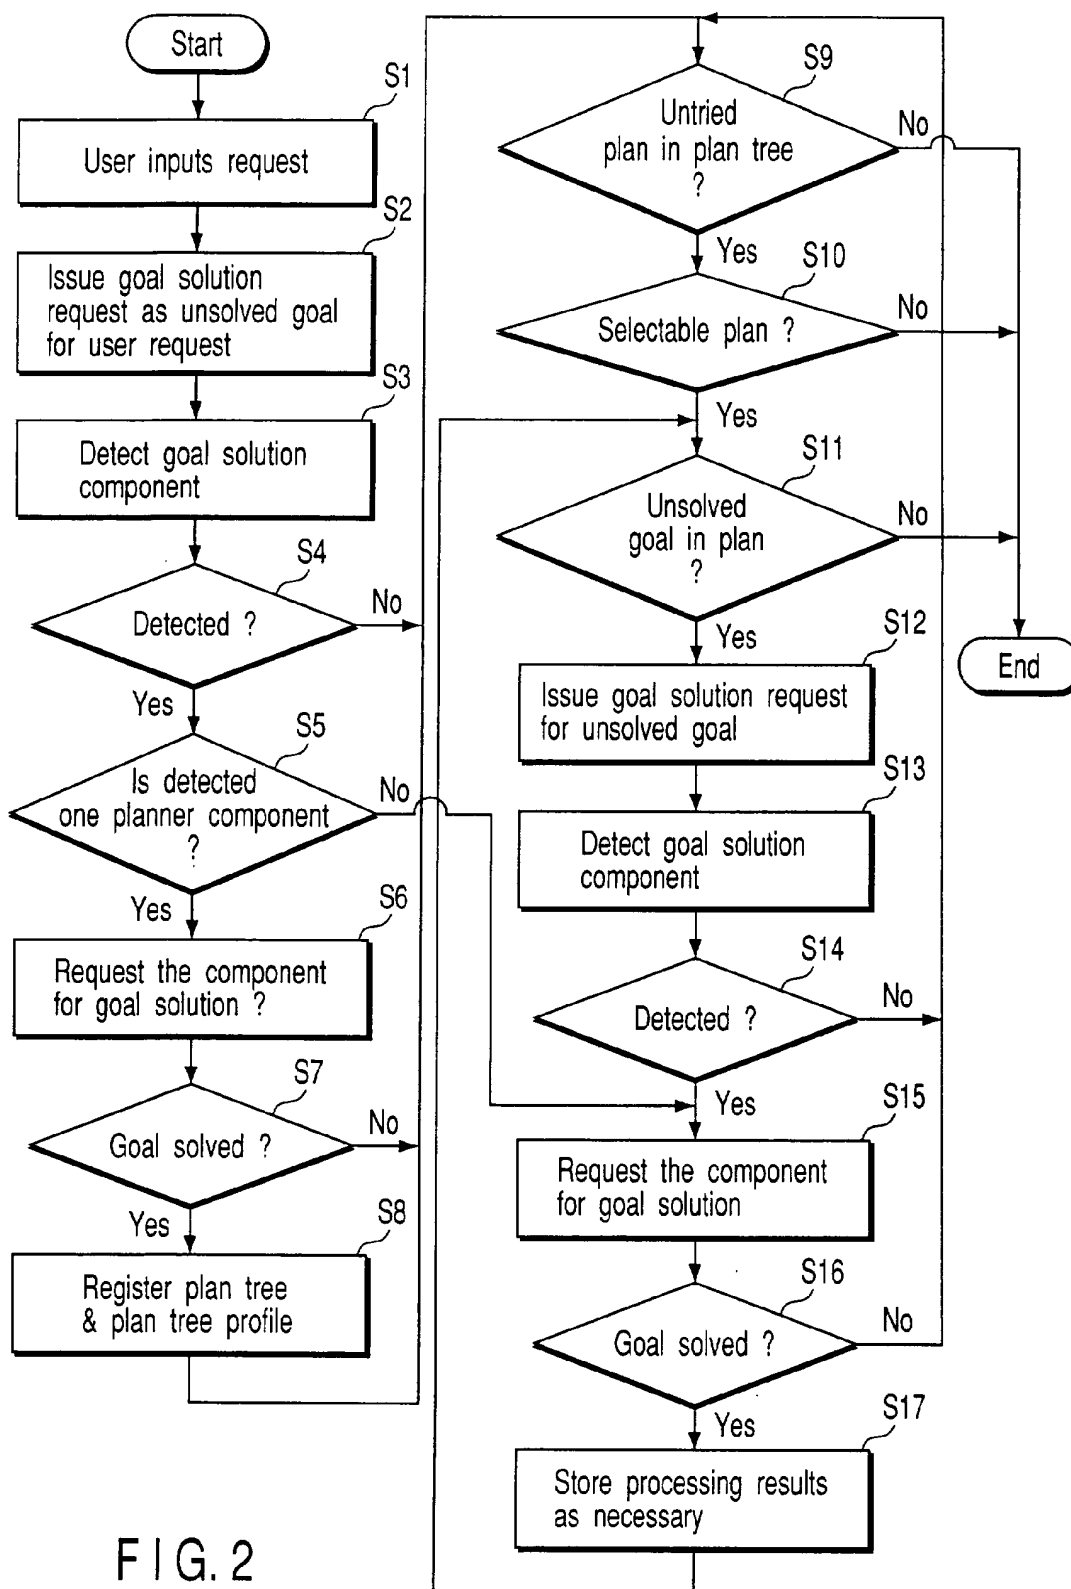 Start
S1
User inputs request
S2
Issue goal solution
request as unsolved goal
for user request
S3
Detect goal solution
component
S4
Detected ?
No
Yes
S5
Is detected
one planner component
?
No
Yes
S6
Request the component
for goal solution ?
S7
Goal solved ?
No
Yes
S8
Register plan tree
& plan tree profile
S9
Untried
plan in plan tree
?
No
Yes
S10
Selectable plan ?
No
Yes
S11
Unsolved
goal in plan
?
No
Yes
S12
Issue goal solution request
for unsolved goal
End
S13
Detect goal solution
component
S14
Detected ?
No
Yes
S15
Request the component
for goal solution
S16
Goal solved ?
No
Yes
S17
Store processing results
as necessary
FIG. 2